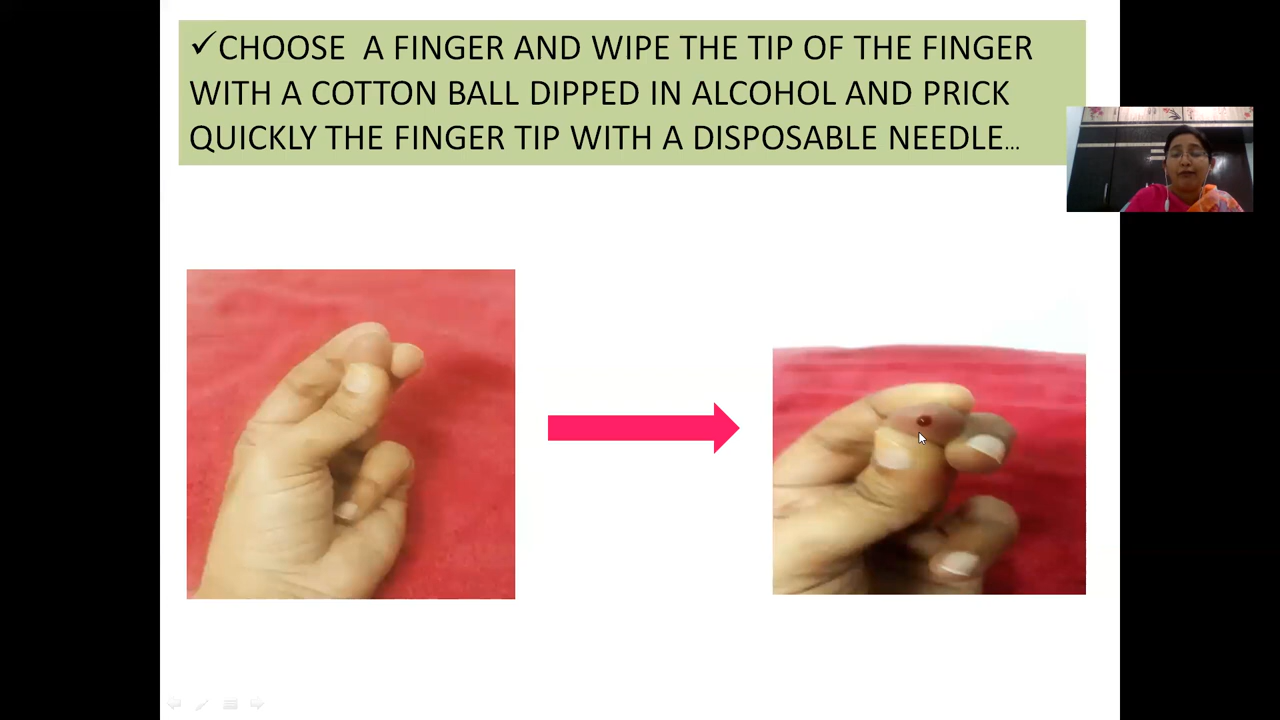 ✓CHOOSE A FINGER AND WIPE THE TIP OF THE FINGER
WITH A COTTON BALL DIPPED IN ALCOHOL AND PRICK
QUICKLY THE FINGER TIP WITH A DISPOSABLE NEEDLE...